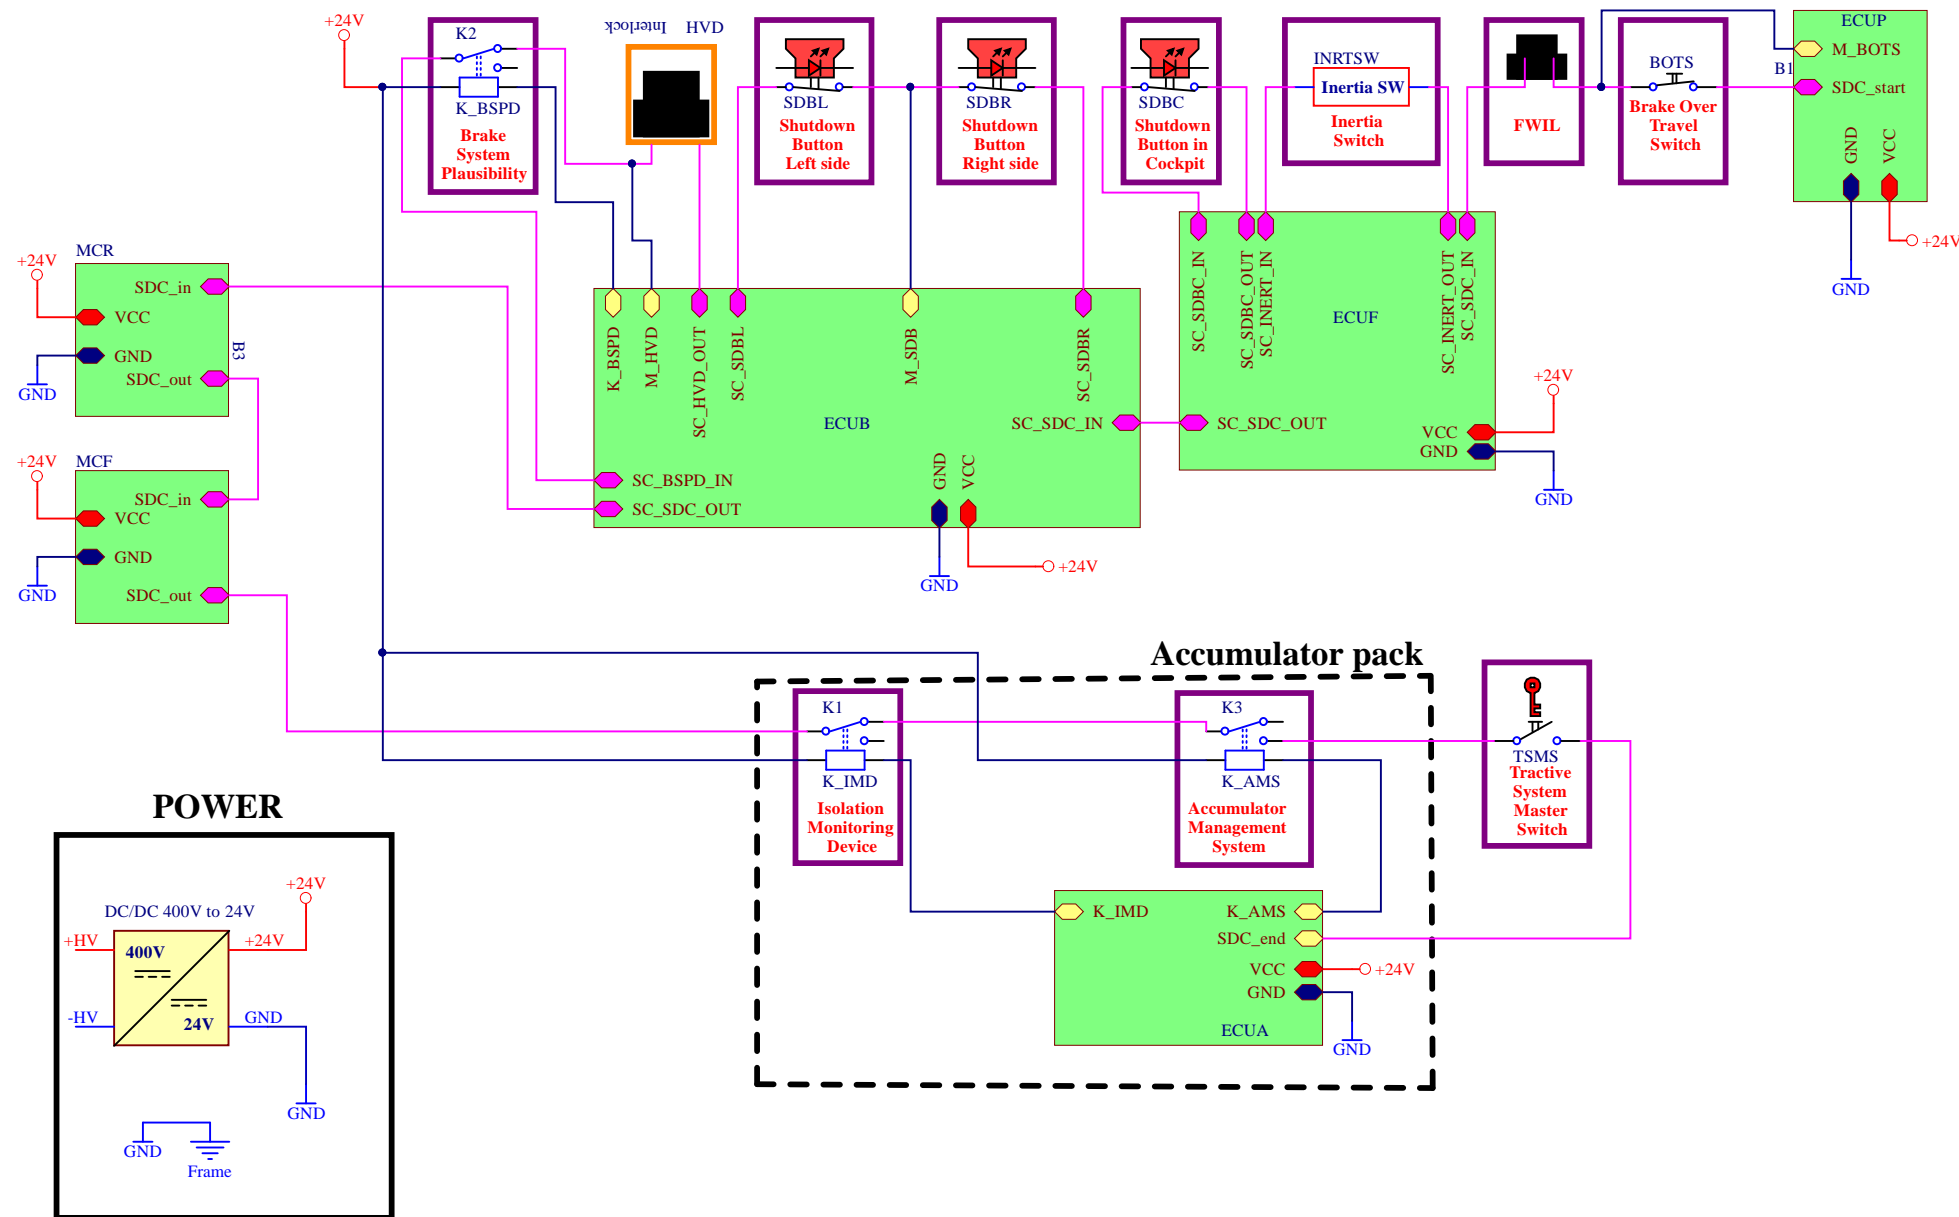 +24V
K2
K_BSPD
Brake
System
Plausibility
Interlock
HVD
SDBL
Shutdown
Button
Left side
SDBR
Shutdown
Button
Right side
SDBC
Shutdown
Button in
Cockpit
INRTSW
Inertia SW
Inertia
Switch
FWIL
BOTS
Brake Over
Travel
Switch
ECUP
M_BOTS
B1
SDC_start
GND
VCC
+24V
GND
MCR
+24V
SDC_in
VCC
GND
SDC_out
B3
GND
MCF
+24V
SDC_in
VCC
GND
SDC_out
GND
K_BSPD
M_HVD
SC_HVD_OUT
SC_SDBL
M_SDB
SC_SDBR
ECUB
SC_SDC_IN
SC_BSPD_IN
SC_SDC_OUT
GND
VCC
+24V
GND
SC_SDBC_IN
SC_SDBC_OUT
SC_INERT_IN
SC_INERT_OUT
SC_SDC_IN
ECUF
SC_SDC_OUT
VCC
GND
+24V
GND
Accumulator pack
K1
K_IMD
Isolation
Monitoring
Device
K3
K_AMS
Accumulator
Management
System
TSMS
Tractive
System
Master
Switch
K_IMD
K_AMS
SDC_end
VCC
GND
ECUA
+24V
GND
POWER
+24V
DC/DC 400V to 24V
+HV
400V
+24V
-HV
24V
GND
GND
GND
Frame